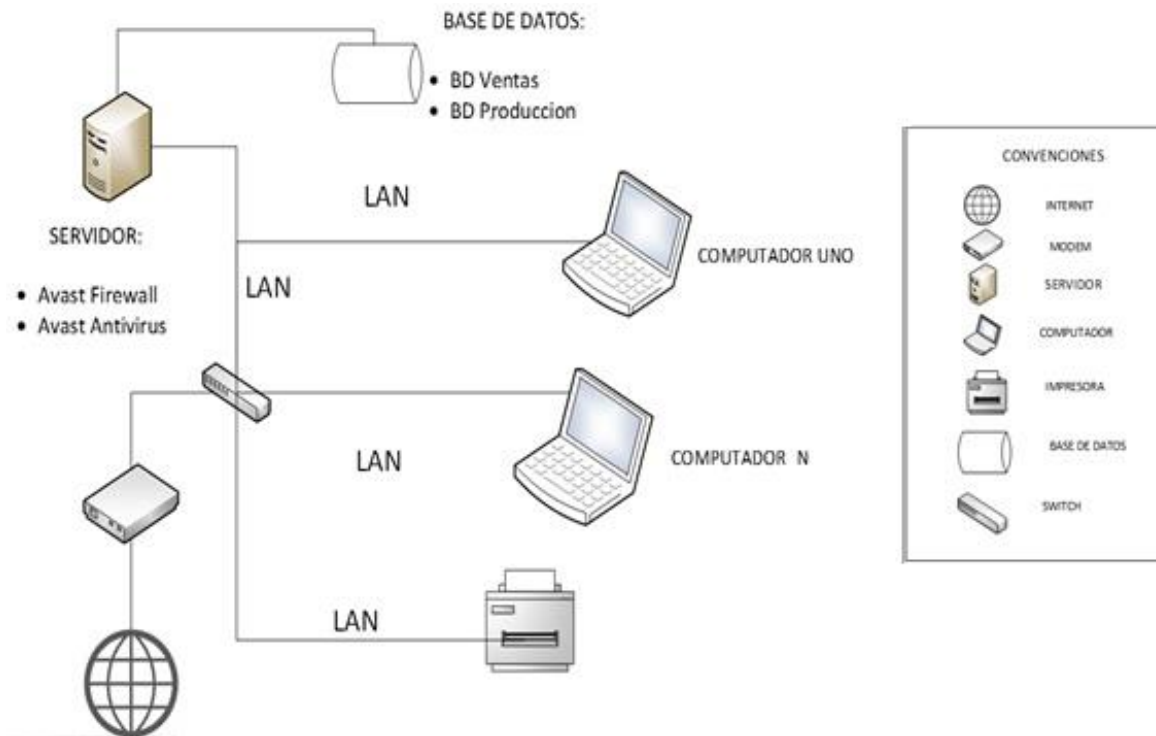 BASE DE DATOS:
• BD Ventas
• BD Produccion
LAN
SERVIDOR:
• Avast Firewall
• Avast Antivirus
LAN
COMPUTADOR UNO
LAN
COMPUTADOR N
LAN
CONVENCIONES
INTERNET
MODEM
SERVIDOR
COMPUTADOR
IMPRESORA
BASE DE DATOS
SWITCH